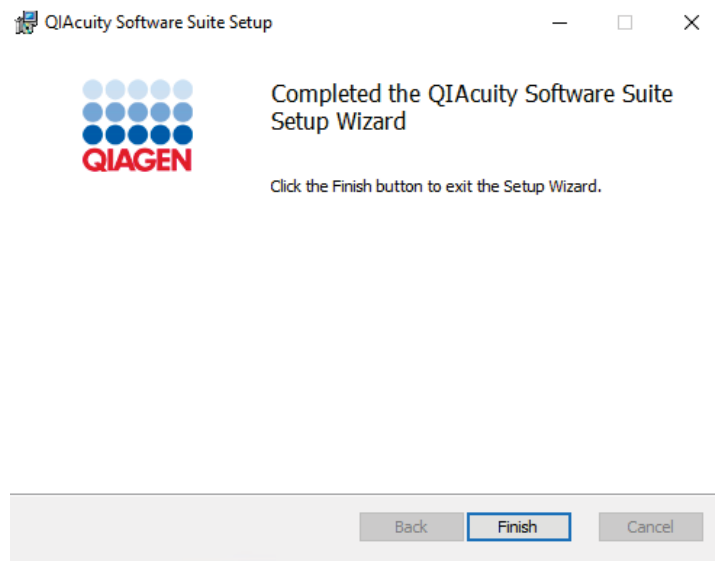 QIAcuity Software Suite Setup
QIAGEN
Completed the QIAcuity Software Suite
Setup Wizard
Click the Finish button to exit the Setup Wizard.
Back Finish Cancel